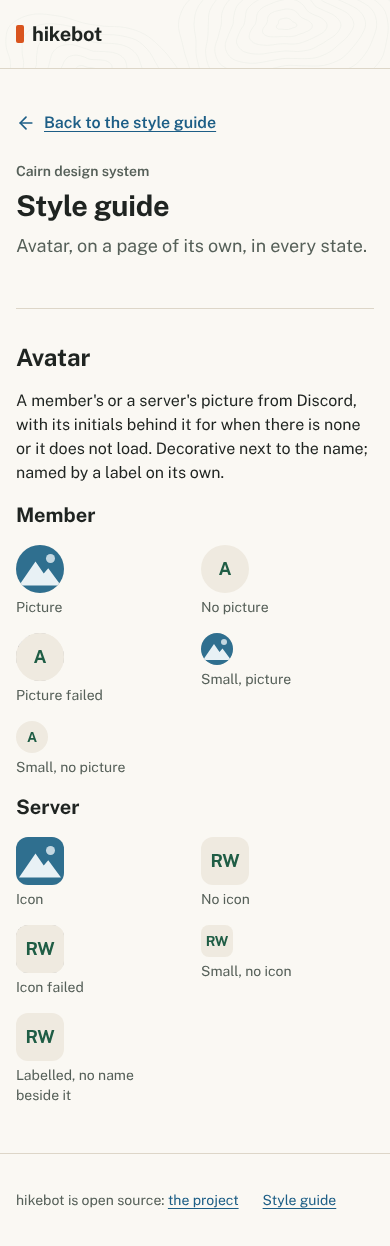 hikebot
Back to the style guide
Cairn design system
Style guide
Avatar, on a page of its own, in every state.
Avatar
A member's or a server's picture from Discord,
with its initials behind it for when there is none
or it does not load. Decorative next to the name;
named by a label on its own.
Member
A
Picture
No picture
A
Picture failed
Small, picture
A
Small, no picture
Server
RW
Icon
No icon
RW
RW
Icon failed
Small, no icon
RW
Labelled, no name
beside it
hikebot is open source: the project
Style guide